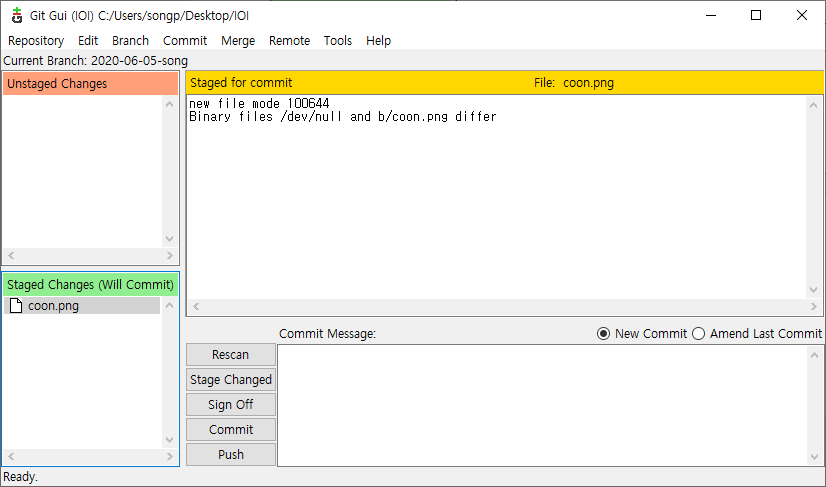 Git Gui (IOI) C:/Users/songp/Desktop/IOI
Repository Edit Branch Commit Merge Remote Tools Help
Current Branch: 2020-06-05-song
Unstaged Changes
Staged for commit File: coon.png
new file mode 100644
Binary files /dev/null and b/coon.png differ
Staged Changes (Will Commit)
coon.png
Commit Message: New Commit Amend Last Commit
Rescan
Stage Changed
Sign Off
Commit
Push
Ready.